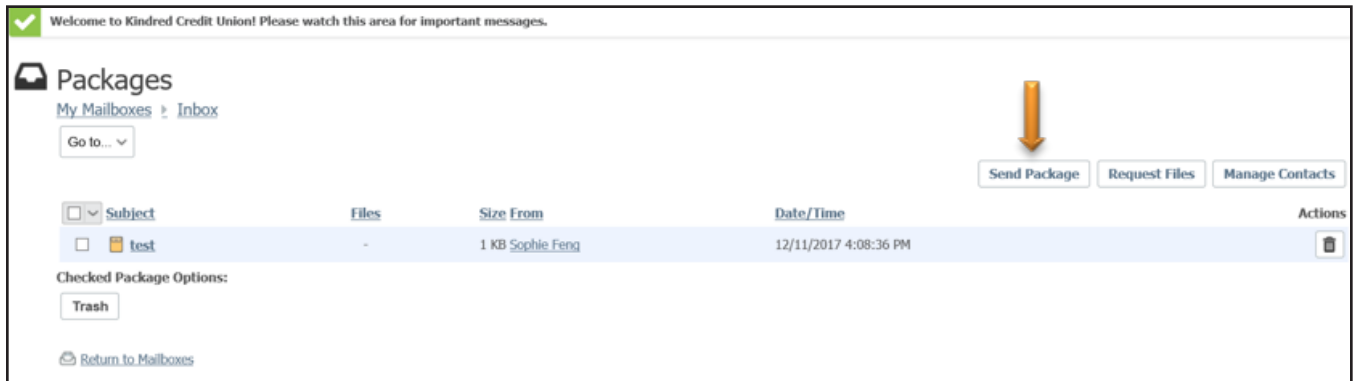 Welcome to Kindred Credit Union! Please watch this area for important messages.
Packages
My Mailboxes Inbox
Go to...
Send Package Request Files Manage Contacts
Subject Files Size From Date/Time Actions
test - 1 KB Sophie Feng 12/11/2017 4:08:36 PM
Checked Package Options:
Trash
Return to Mailboxes